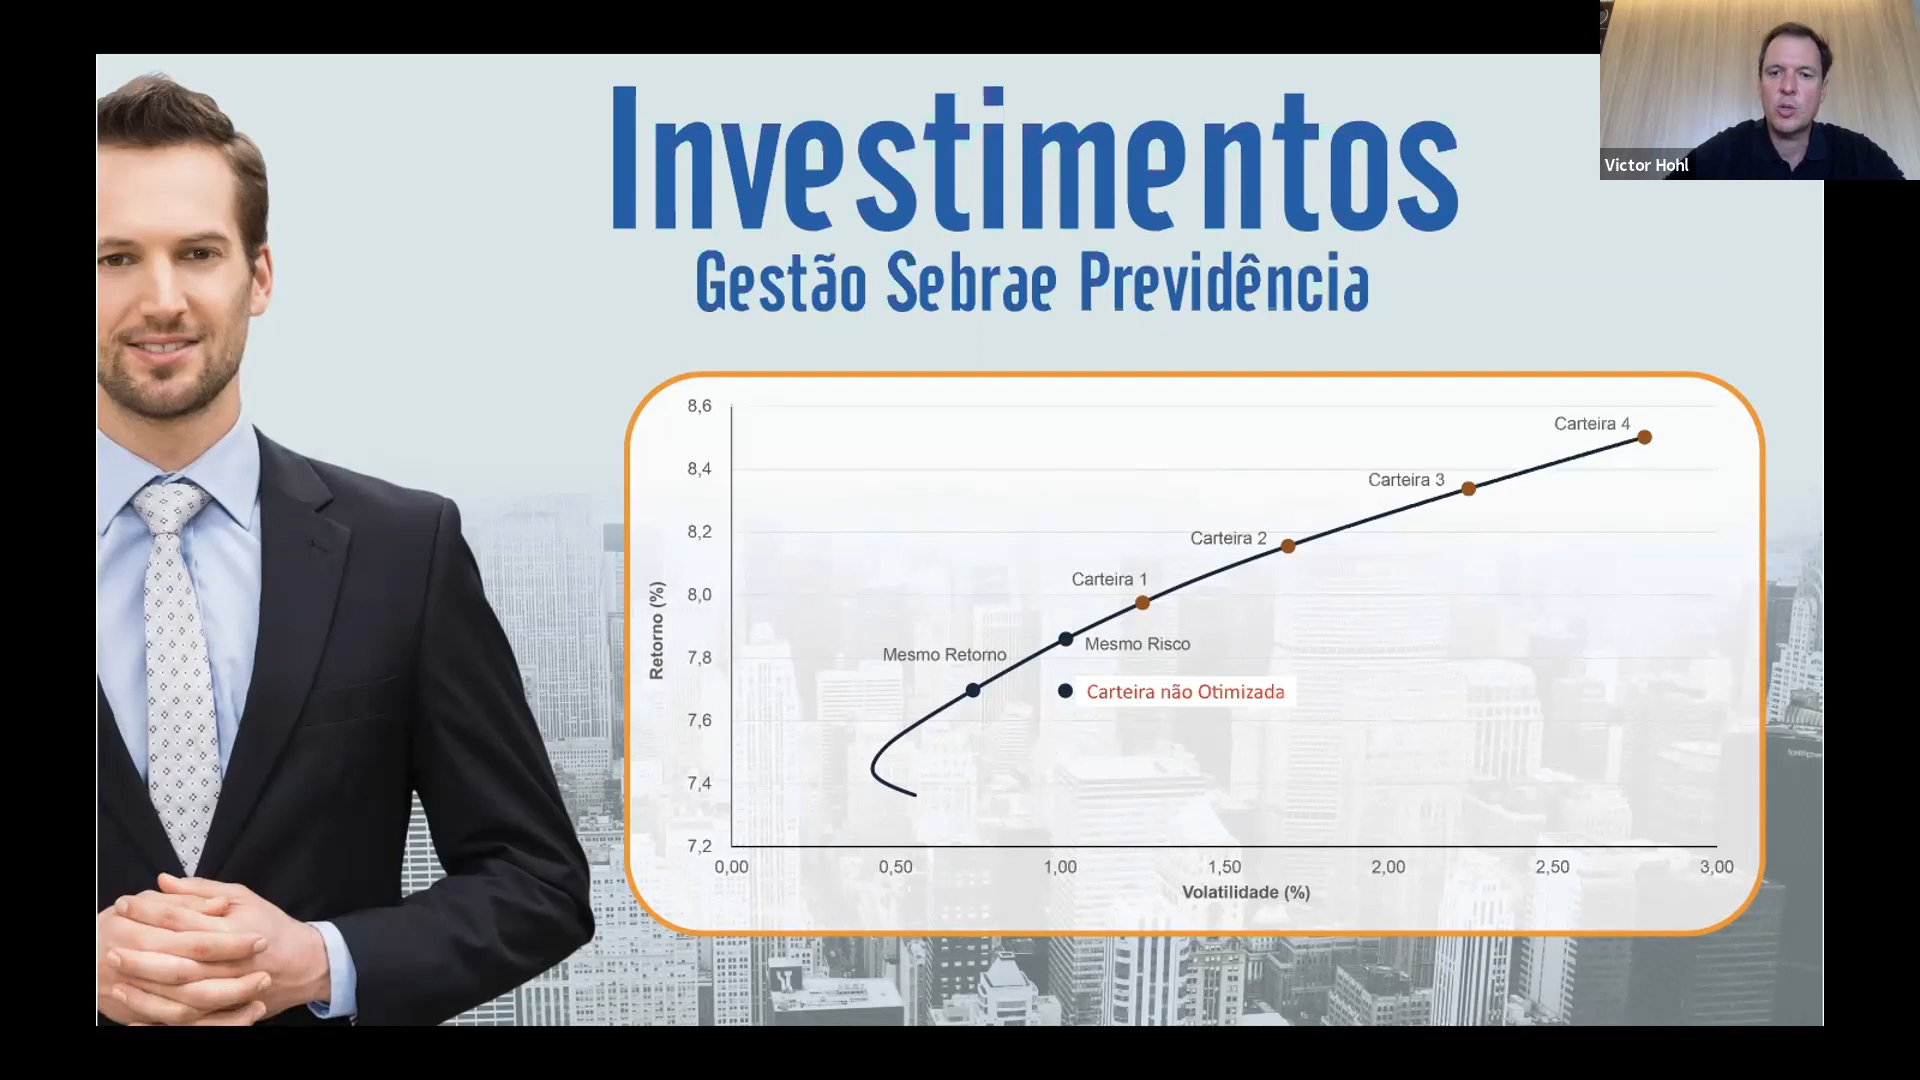 Investimentos
Gestão Sebrae Previdência
Victor Hohl
8,6
8,4
8,2
8,0
7,8
7,6
7,4
7,2
Retorno (%)
Carteira 4
Carteira 3
Carteira 2
Carteira 1
Mesmo Risco
Mesmo Retorno
Carteira não Otimizada
0,00 0,50 1,00 1,50 2,00 2,50 3,00
Volatilidade (%)